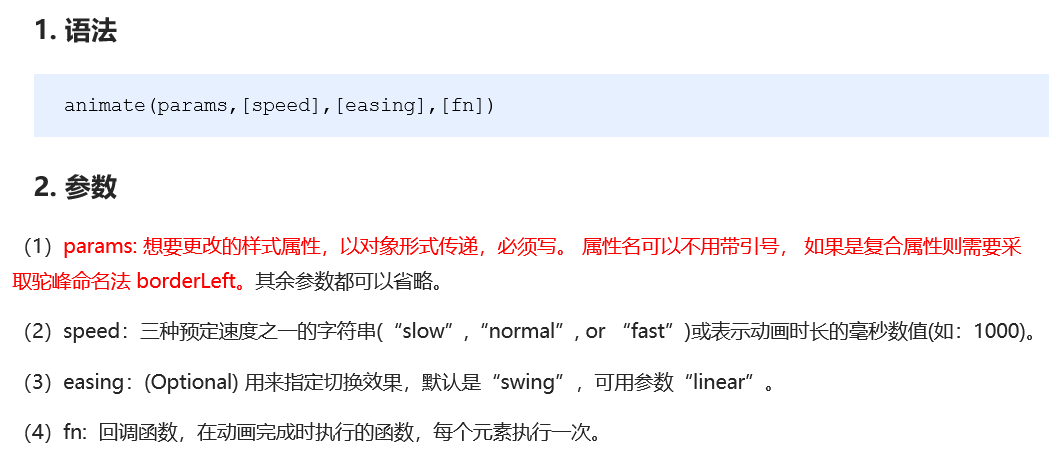 1. 语法
animate(params,[speed],[easing],[fn])
2. 参数
（1）params: 想要更改的样式属性，以对象形式传递，必须写。 属性名可以不用带引号， 如果是复合属性则需要采
取驼峰命名法 borderLeft。其余参数都可以省略。
（2）speed：三种预定速度之一的字符串(“slow”,“normal”, or “fast”)或表示动画时长的毫秒数值(如：1000)。
（3）easing：(Optional) 用来指定切换效果，默认是“swing”，可用参数“linear”。
（4）fn: 回调函数，在动画完成时执行的函数，每个元素执行一次。